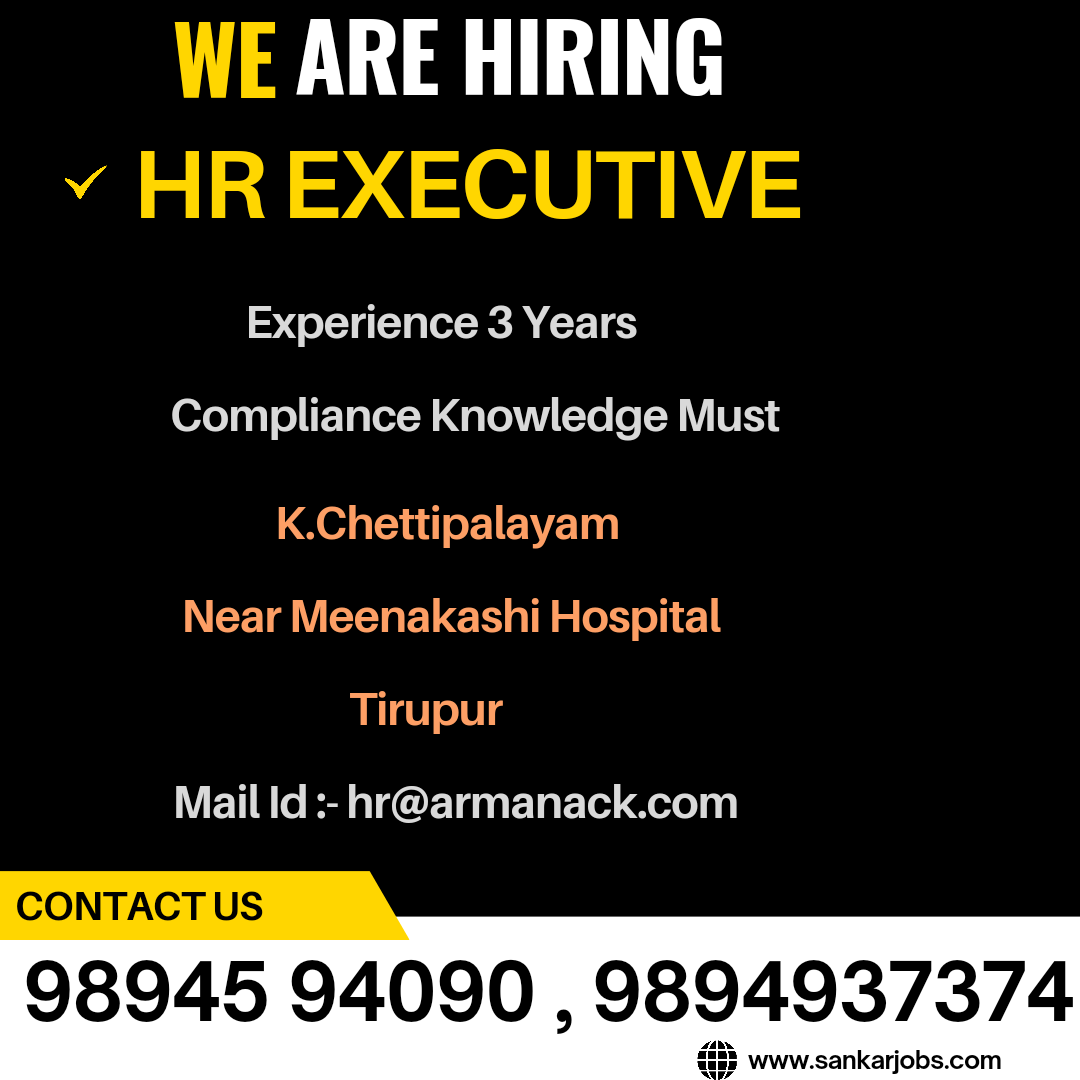 WE ARE HIRING
HR EXECUTIVE
Experience 3 Years
Compliance Knowledge Must
K.Chettipalayam
Near Meenakashi Hospital
Tirupur
Mail Id :- hr@armanack.com
CONTACT US
98945 94090 , 9894937374
www.sankarjobs.com